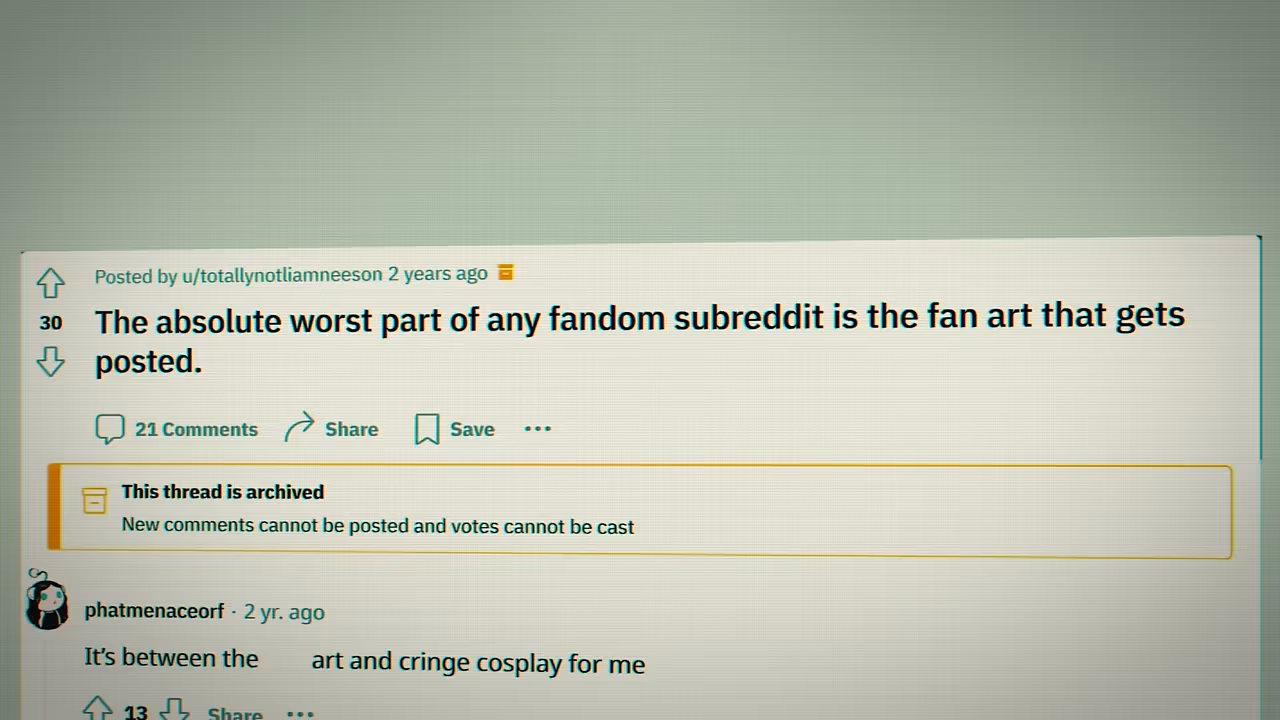 Posted by u/totallynotliamneeson 2 years ago
30
The absolute worst part of any fandom subreddit is the fan art that gets
posted.
21 Comments Share Save
This thread is archived
New comments cannot be posted and votes cannot be cast
phatmenaceorf · 2 yr. ago
It's between the art and cringe cosplay for me
13 Share